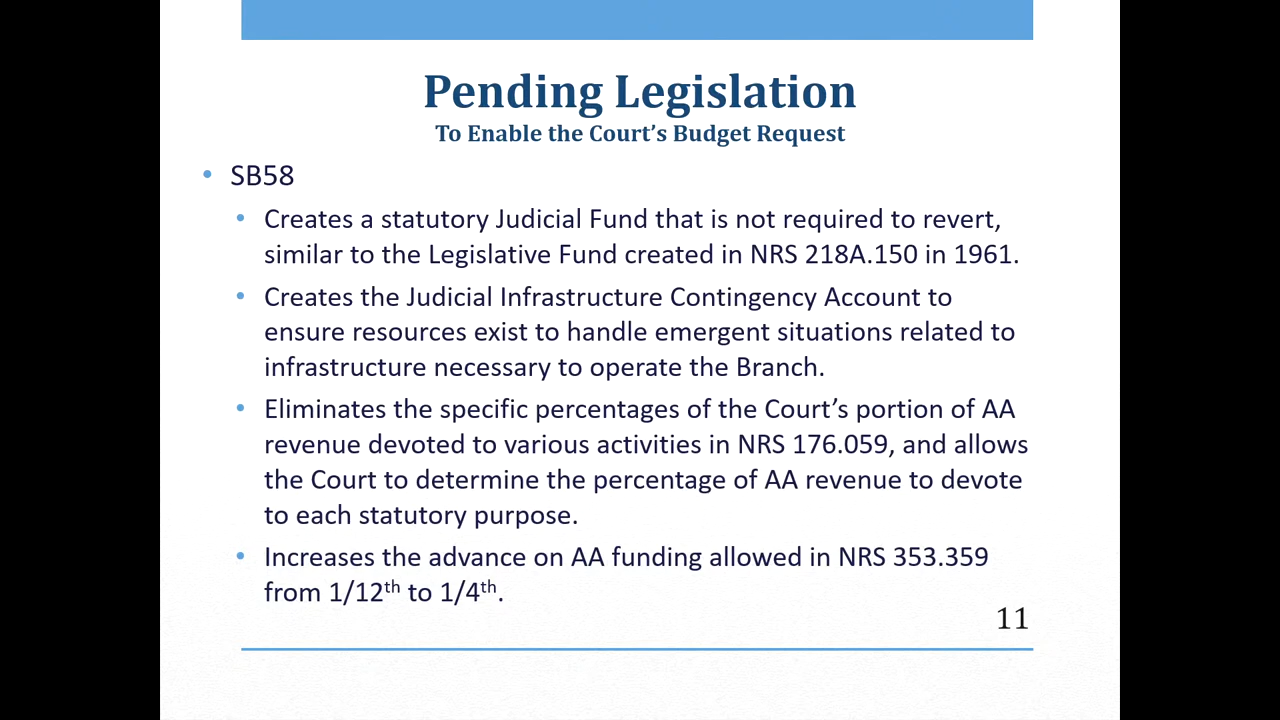 Pending Legislation
To Enable the Court’s Budget Request
• SB58
• Creates a statutory Judicial Fund that is not required to revert,
similar to the Legislative Fund created in NRS 218A.150 in 1961.
• Creates the Judicial Infrastructure Contingency Account to
ensure resources exist to handle emergent situations related to
infrastructure necessary to operate the Branch.
• Eliminates the specific percentages of the Court’s portion of AA
revenue devoted to various activities in NRS 176.059, and allows
the Court to determine the percentage of AA revenue to devote
to each statutory purpose.
• Increases the advance on AA funding allowed in NRS 353.359
from 1/12th to 1/4th.
11